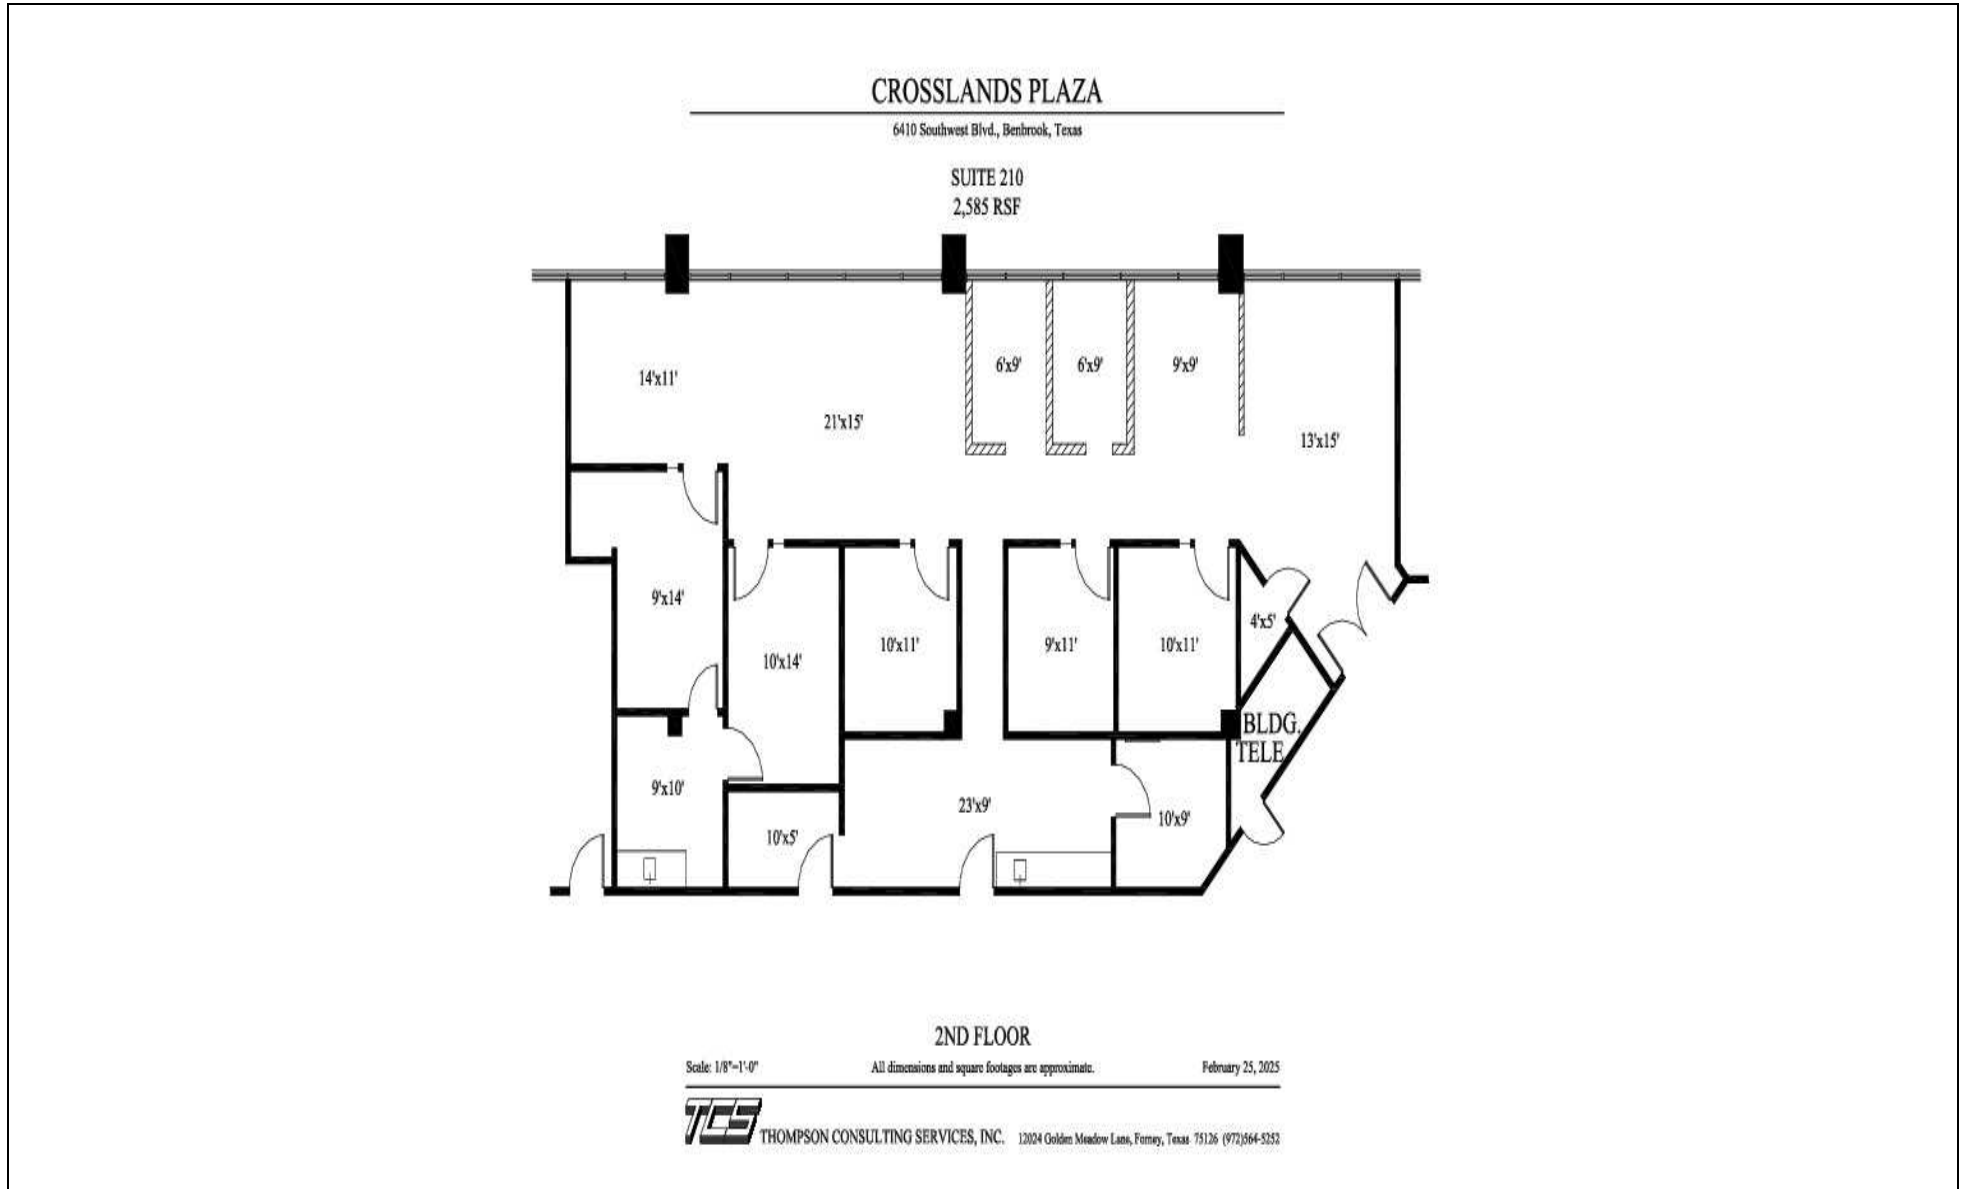 CROSSLANDS PLAZA
6410 Southwest Blvd., Benbrook, Texas
SUITE 210
2,585 RSF
6'x9'
6'x9'
9'x9'
14'x11'
21'x15'
13'x15'
9'x14'
4'x5'
10'x11'
9'x11'
10'x11'
10'x14'
BLDG.
TELE
9'x10'
23'x9'
10'x9'
10'x5'
2ND FLOOR
Scale: 1/8"=1'-0" All dimensions and square footages are approximate. February 25, 2025
TCS THOMPSON CONSULTING SERVICES, INC. 12024 Golden Meadow Lane, Forney, Texas 75126 (972)564-5252